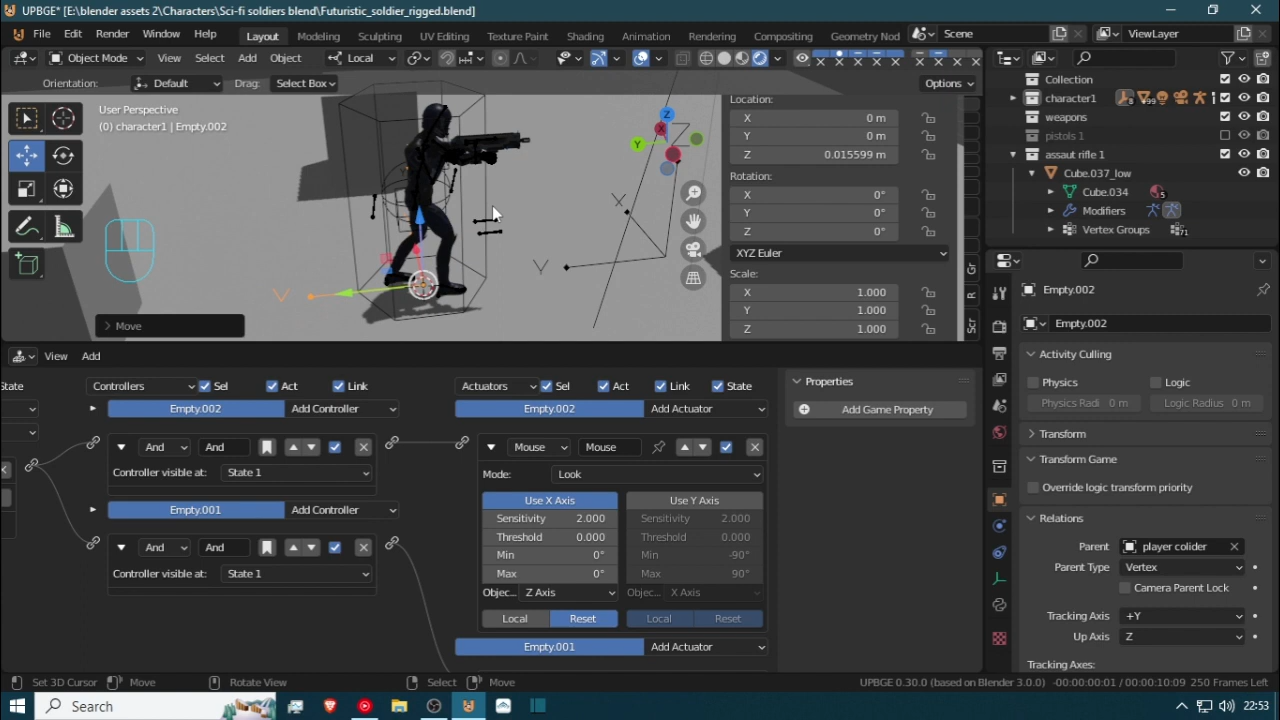 UPBGE* [E:\blender assets 2\Characters\Sci-fi soldiers blend\Futuristic_soldier_rigged.blend]
File Edit Render Window Help Layout Modeling Sculpting UV Editing Texture Paint Shading Animation Rendering Compositing Geometry Nod Scene ViewLayer
Object Mode View Select Add Object Local
Orientation: Default Drag: Select Box Options
User Perspective
(0) character1 | Empty.002
Move
X
Y
Z
X
Y
Z
Y
Location:
X 0 m
Y 0 m
Z 0.015599 m
Rotation:
X 0°
Y 0°
Z 0°
XYZ Euler
Scale:
X 1.000
Y 1.000
Z 1.000
Gr
R
Scr
Collection
character1 8 99
weapons
pistols 1
assaut rifle 1
Cube.037_low
Cube.034 5
Modifiers
Vertex Groups 71
Empty.002
Empty.002
Activity Culling
Physics Logic
Physics Radi 0 m Logic Radius 0 m
Transform
Transform Game
Override logic transform priority
Relations
Parent player colider
Parent Type Vertex
Camera Parent Lock
Tracking Axis +Y
Up Axis Z
Tracking Axes:
View Add
State Controllers Sel Act Link Actuators Sel Act Link State
Empty.002 Add Controller Empty.002 Add Actuator
And And Mouse Mouse
Controller visible at: State 1 Mode: Look
Use X Axis Use Y Axis
Empty.001 Add Controller Sensitivity 2.000 Sensitivity 2.000
Threshold 0.000 Threshold 0.000
And And Min 0° Min -90°
Controller visible at: State 1 Max 0° Max 90°
Objec... Z Axis Objec... X Axis
Local Reset Local Reset
Empty.001 Add Actuator
Properties
Add Game Property
Set 3D Cursor Move Rotate View Select Move UPBGE 0.30.0 (based on Blender 3.0.0) -00:00:00:01 / 00:00:10:09 250 Frames Left
Search 22:53